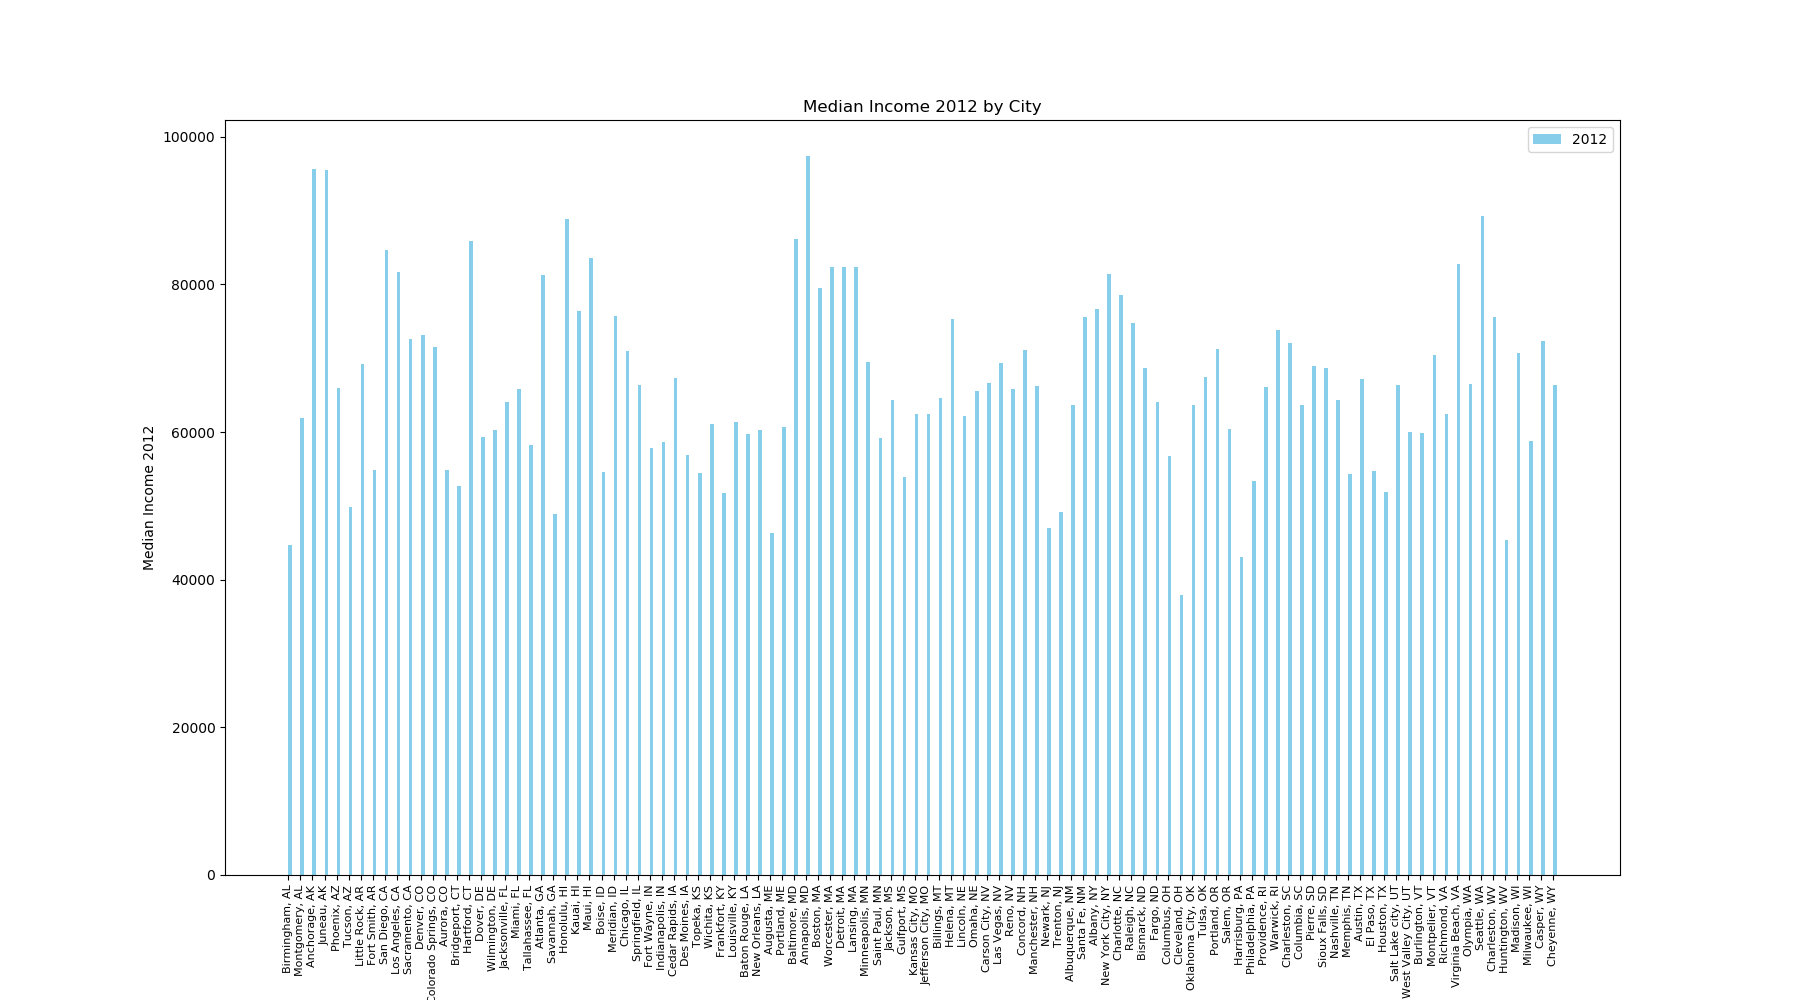 Median Income 2012 by City
2012
Median Income 2012
100000
80000
60000
40000
20000
0
Birmingham, AL
Montgomery, AL
Anchorage, AK
Juneau, AK
Phoenix, AZ
Tucson, AZ
Little Rock, AR
Fort Smith, AR
San Diego, CA
Los Angeles, CA
Sacramento, CA
Denver, CO
Colorado Springs, CO
Aurora, CO
Bridgeport, CT
Hartford, CT
Dover, DE
Wilmington, DE
Jacksonville, FL
Miami, FL
Tallahassee, FL
Atlanta, GA
Savannah, GA
Honolulu, HI
Kauai, HI
Maui, HI
Boise, ID
Meridian, ID
Chicago, IL
Springfield, IL
Fort Wayne, IN
Indianapolis, IN
Cedar Rapids, IA
Des Moines, IA
Topeka, KS
Wichita, KS
Frankfort, KY
Louisville, KY
Baton Rouge, LA
New Orleans, LA
Augusta, ME
Portland, ME
Baltimore, MD
Annapolis, MD
Boston, MA
Worcester, MA
Detroit, MA
Lansing, MA
Minneapolis, MN
Saint Paul, MN
Jackson, MS
Gulfport, MS
Kansas City, MO
Jefferson City, MO
Billings, MT
Helena, MT
Lincoln, NE
Omaha, NE
Carson City, NV
Las Vegas, NV
Reno, NV
Concord, NH
Manchester, NH
Newark, NJ
Trenton, NJ
Albuquerque, NM
Santa Fe, NM
Albany, NY
New York City, NY
Charlotte, NC
Raleigh, NC
Bismarck, ND
Fargo, ND
Columbus, OH
Cleveland, OH
Oklahoma City, OK
Tulsa, OK
Portland, OR
Salem, OR
Harrisburg, PA
Philadelphia, PA
Providence, RI
Warwick, RI
Charleston, SC
Columbia, SC
Pierre, SD
Sioux Falls, SD
Nashville, TN
Memphis, TN
Austin, TX
El Paso, TX
Houston, TX
Salt Lake city, UT
West Valley City, UT
Burlington, VT
Montpelier, VT
Richmond, VA
Virginia Beach, VA
Olympia, WA
Seattle, WA
Charleston, WV
Huntington, WV
Madison, WI
Milwaukee, WI
Casper, WY
Cheyenne, WY